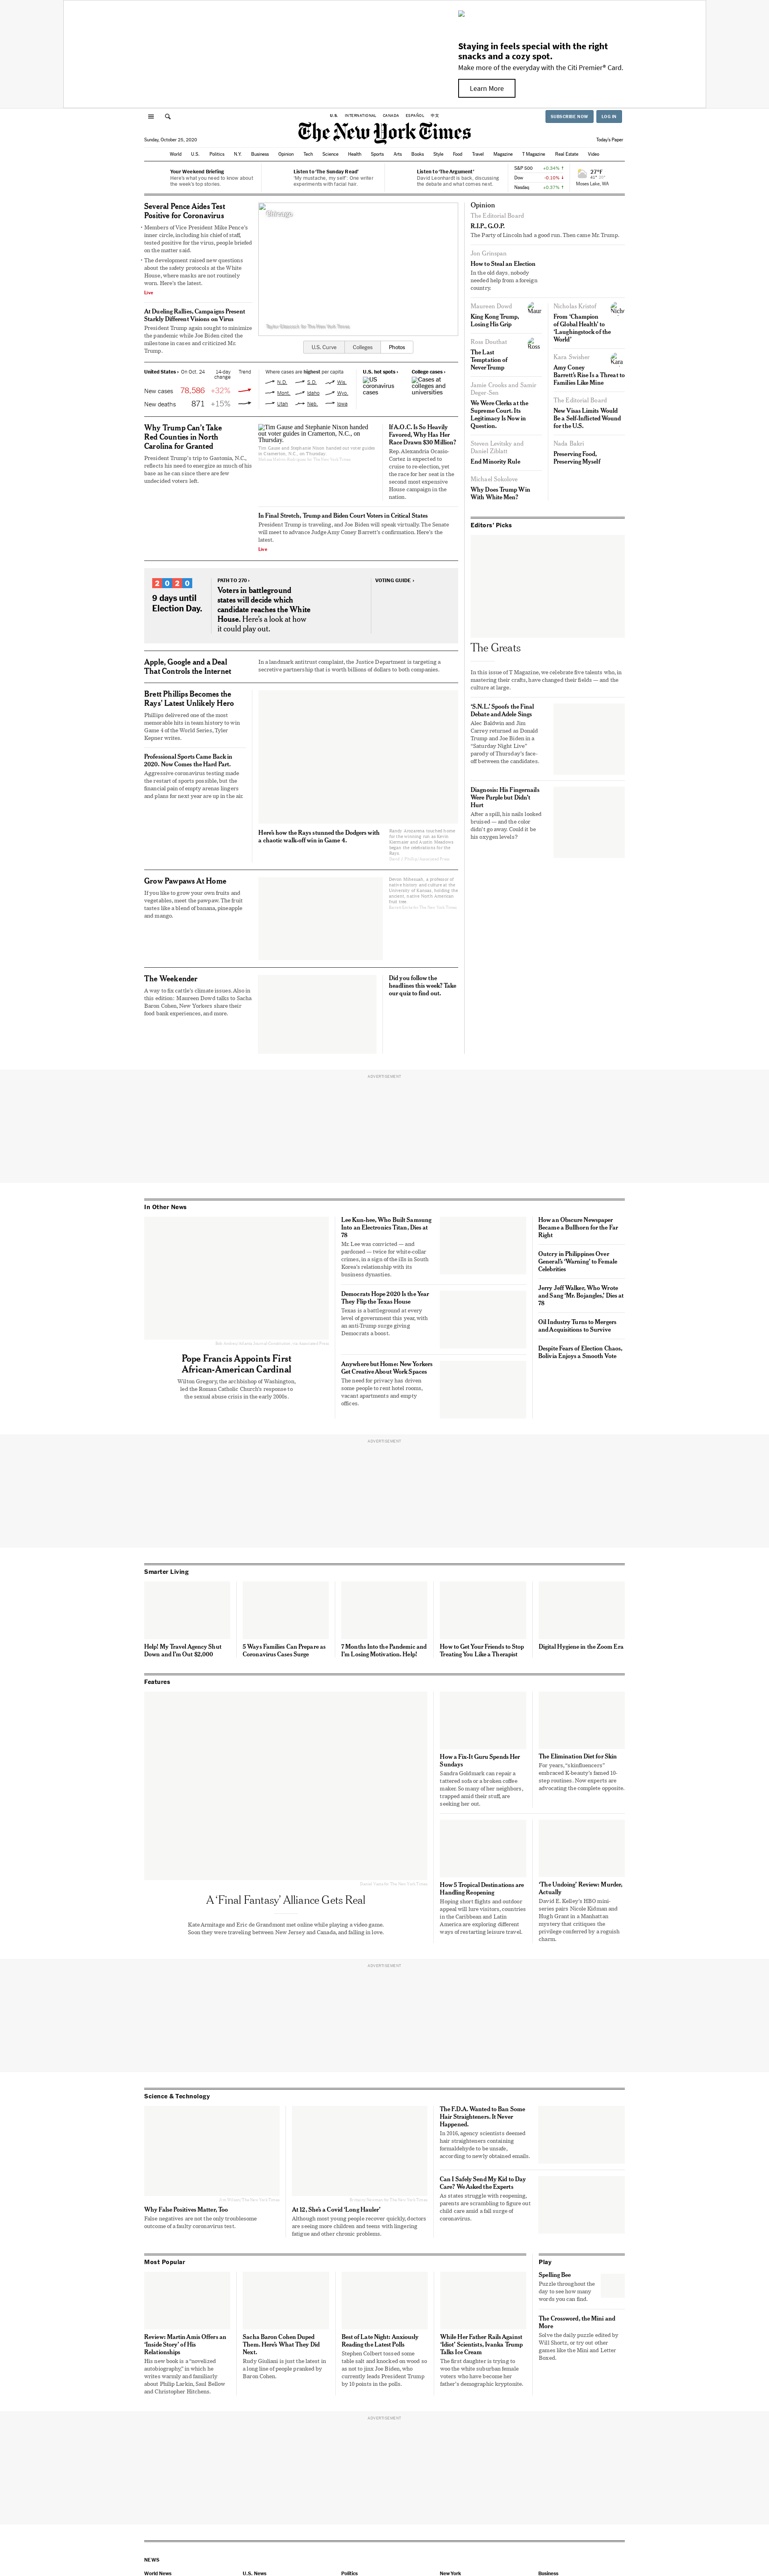 Staying in feels special with the right
snacks and a cozy spot.
Make more of the everyday with the Citi Premier® Card.
Learn More
U.S. INTERNATIONAL CANADA ESPAÑOL 中文
SUBSCRIBE NOW LOG IN
The New York Times
Sunday, October 25, 2020
Today's Paper
World U.S. Politics N.Y. Business Opinion Tech Science Health Sports Arts Books Style Food Travel Magazine T Magazine Real Estate Video
Your Weekend Briefing
Here's what you need to know about
the week's top stories.
Listen to 'The Sunday Read'
'My mustache, my self': One writer
experiments with facial hair.
Listen to 'The Argument'
David Leonhardt is back, discussing
the debate and what comes next.
S&P 500 +0.34% ↑
Dow -0.10% ↓
Nasdaq +0.37% ↑
27°F
Moses Lake, WA
Several Pence Aides Test
Positive for Coronavirus
Members of Vice President Mike Pence's
inner circle, including his chief of staff,
tested positive for the virus, people briefed
on the matter said.
The development raised new questions
about the safety protocols at the White
House, where masks are not routinely
worn. Here's the latest.
Live
At Dueling Rallies, Campaigns Present
Starkly Different Visions on Virus
President Trump again sought to minimize
the pandemic while Joe Biden cited the
milestone in cases and criticized Mr.
Trump.
Chicago.
Taylor Glascock for The New York Times.
U.S. Curve Colleges Photos
United States › On Oct. 24 14-day
change Trend
New cases 78,586 +32%
New deaths 871 +15%
Where cases are highest per capita
N.D. S.D. Wis.
Mont. Idaho Wyo.
Utah Neb. Iowa
U.S. hot spots ›
US
coronavirus
cases
College cases ›
Cases at
colleges and
universities
Why Trump Can't Take
Red Counties in North
Carolina for Granted
President Trump's trip to Gastonia, N.C.,
reflects his need to energize as much of his
base as he can since there are few
undecided voters left.
Tim Gause and Stephanie Nixon handed
out voter guides in Cramerton, N.C., on
Thursday.
Tim Gause and Stephanie Nixon handed out voter guides
in Cramerton, N.C., on Thursday.
If A.O.C. Is So Heavily
Favored, Why Has Her
Race Drawn $30 Million?
Rep. Alexandria Ocasio-
Cortez is expected to
cruise to re-election, yet
the race for her seat is the
second most expensive
House campaign in the
nation.
In Final Stretch, Trump and Biden Court Voters in Critical States
President Trump is traveling, and Joe Biden will speak virtually. The Senate
will meet to advance Judge Amy Coney Barrett's confirmation. Here's the
latest.
Live
2020
9 days until
Election Day.
PATH TO 270 ›
Voters in battleground
states will decide which
candidate reaches the White
House. Here's a look at how
it could play out.
VOTING GUIDE ›
Apple, Google and a Deal
That Controls the Internet
In a landmark antitrust complaint, the Justice Department is targeting a
secretive partnership that is worth billions of dollars to both companies.
Brett Phillips Becomes the
Rays' Latest Unlikely Hero
Phillips delivered one of the most
memorable hits in team history to win
Game 4 of the World Series, Tyler
Kepner writes.
Professional Sports Came Back in
2020. Now Comes the Hard Part.
Aggressive coronavirus testing made
the restart of sports possible, but the
financial pain of empty arenas lingers
and plans for next year are up in the air.
Here's how the Rays stunned the Dodgers with
a chaotic walk-off win in Game 4.
Randy Arozarena touched home
for the winning run as Kevin
Kiermaier and Austin Meadows
began the celebrations for the
Rays.
Grow Pawpaws At Home
If you like to grow your own fruits and
vegetables, meet the pawpaw. The fruit
tastes like a blend of banana, pineapple
and mango.
Devon Mihesuah, a professor of
native history and culture at the
University of Kansas, holding the
ancient, native North American
fruit tree.
The Weekender
A way to fix cattle's climate issues. Also in
this edition: Maureen Dowd talks to Sacha
Baron Cohen, New Yorkers share their
food bank experiences, and more.
Did you follow the
headlines this week? Take
our quiz to find out.
Opinion
The Editorial Board
R.I.P., G.O.P.
The Party of Lincoln had a good run. Then came Mr. Trump.
Jon Grinspan
How to Steal an Election
In the old days, nobody
needed help from a foreign
country.
Maureen Dowd
King Kong Trump,
Losing His Grip
Ross Douthat
The Last
Temptation of
NeverTrump
Jamie Crooks and Samir
Deger-Sen
We Were Clerks at the
Supreme Court. Its
Legitimacy Is Now in
Question.
Steven Levitsky and
Daniel Ziblatt
End Minority Rule
Michael Sokolove
Why Does Trump Win
With White Men?
Nicholas Kristof
From 'Champion
of Global Health' to
'Laughingstock of the
World'
Kara Swisher
Amy Coney
Barrett's Rise Is a Threat to
Families Like Mine
The Editorial Board
New Visas Limits Would
Be a Self-Inflicted Wound
for the U.S.
Nada Bakri
Preserving Food,
Preserving Myself
Editors' Picks
The Greats
In this issue of T Magazine, we celebrate five talents who, in
mastering their crafts, have changed their fields — and the
culture at large.
'S.N.L.' Spoofs the Final
Debate and Adele Sings
Alec Baldwin and Jim
Carrey returned as Donald
Trump and Joe Biden in a
"Saturday Night Live"
parody of Thursday's face-
off between the candidates.
Diagnosis: His Fingernails
Were Purple but Didn't
Hurt
After a spill, his nails looked
bruised — and the color
didn't go away. Could it be
his oxygen levels?
ADVERTISEMENT
In Other News
Pope Francis Appoints First
African-American Cardinal
Wilton Gregory, the archbishop of Washington,
led the Roman Catholic Church's response to
the sexual abuse crisis in the early 2000s.
Lee Kun-hee, Who Built Samsung
Into an Electronics Titan, Dies at
78
Mr. Lee was convicted — and
pardoned — twice for white-collar
crimes, in a sign of the ills in South
Korea's relationship with its
business dynasties.
Democrats Hope 2020 Is the Year
They Flip the Texas House
Texas is a battleground at every
level of government this year, with
an anti-Trump surge giving
Democrats a boost.
Anywhere but Home: New Yorkers
Get Creative About Work Spaces
The need for privacy has driven
some people to rent hotel rooms,
vacant apartments and empty
offices.
How an Obscure Newspaper
Became a Bullhorn for the Far
Right
Outcry in Philippines Over
General's 'Warning' to Female
Celebrities
Jerry Jeff Walker, Who Wrote
and Sang 'Mr. Bojangles,' Dies at
78
Oil Industry Turns to Mergers
and Acquisitions to Survive
Despite Fears of Election Chaos,
Bolivia Enjoys a Smooth Vote
ADVERTISEMENT
Smarter Living
Help! My Travel Agency Shut
Down and I'm Out $2,000
5 Ways Families Can Prepare as
Coronavirus Cases Surge
7 Months Into the Pandemic and
I'm Losing Motivation. Help!
How to Get Your Friends to Stop
Treating You Like a Therapist
Digital Hygiene in the Zoom Era
Features
A 'Final Fantasy' Alliance Gets Real
Kate Armitage and Eric de Grandmont met online while playing a video game.
Soon they were traveling between New Jersey and Canada, and falling in love.
How a Fix-It Guru Spends Her
Sundays
Sandra Goldmark can repair a
tattered sofa or a broken coffee
maker. So many of her neighbors,
trapped amid their stuff, are
seeking her out.
The Elimination Diet for Skin
For years, "skinfluencers"
embraced K-beauty's famed 10-
step routines. Now experts are
advocating the complete opposite.
How 5 Tropical Destinations are
Handling Reopening
Hoping short flights and outdoor
appeal will lure visitors, countries
in the Caribbean and Latin
America are exploring different
ways of restarting leisure travel.
'The Undoing' Review: Murder,
Actually
David E. Kelley's HBO mini-
series pairs Nicole Kidman and
Hugh Grant in a Manhattan
mystery that critiques the
privilege conferred by a roguish
charm.
ADVERTISEMENT
Science & Technology
Why False Positives Matter, Too
False negatives are not the only troublesome
outcome of a faulty coronavirus test.
At 12, She's a Covid 'Long Hauler'
Although most young people recover quickly, doctors
are seeing more children and teens with lingering
fatigue and other chronic problems.
The F.D.A. Wanted to Ban Some
Hair Straighteners. It Never
Happened.
In 2016, agency scientists deemed
hair straighteners containing
formaldehyde to be unsafe,
according to newly obtained emails.
Can I Safely Send My Kid to Day
Care? We Asked the Experts
As states struggle with reopening,
parents are scrambling to figure out
child care amid a fall surge of
coronavirus.
Most Popular
Review: Martin Amis Offers an
'Inside Story' of His
Relationships
His new book is a "novelized
autobiography," in which he
writes warmly and familiarly
about Philip Larkin, Saul Bellow
and Christopher Hitchens.
Sacha Baron Cohen Duped
Them. Here's What They Did
Next.
Rudy Giuliani is just the latest in
a long line of people pranked by
Baron Cohen.
Best of Late Night: Anxiously
Reading the Latest Polls
Stephen Colbert tossed some
table salt and knocked on wood so
as not to jinx Joe Biden, who
currently leads President Trump
by 10 points in the polls.
While Her Father Rails Against
'Idiot' Scientists, Ivanka Trump
Talks Ice Cream
The first daughter is trying to
woo the white suburban female
voters who have become her
father's demographic kryptonite.
Play
Spelling Bee
Puzzle throughout the
day to see how many
words you can find.
The Crossword, the Mini and
More
Solve the daily puzzle edited by
Will Shortz, or try out other
games like the Mini and Letter
Boxed.
ADVERTISEMENT
NEWS
World News U.S. News Politics New York Business